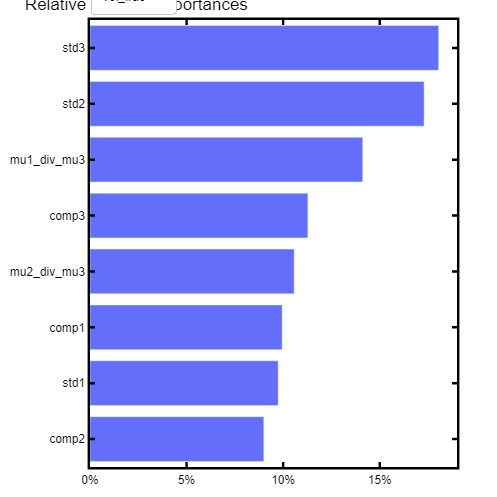 Relative portances
std3
std2
mu1_div_mu3
comp3
mu2_div_mu3
comp1
std1
comp2
0% 5% 10% 15%